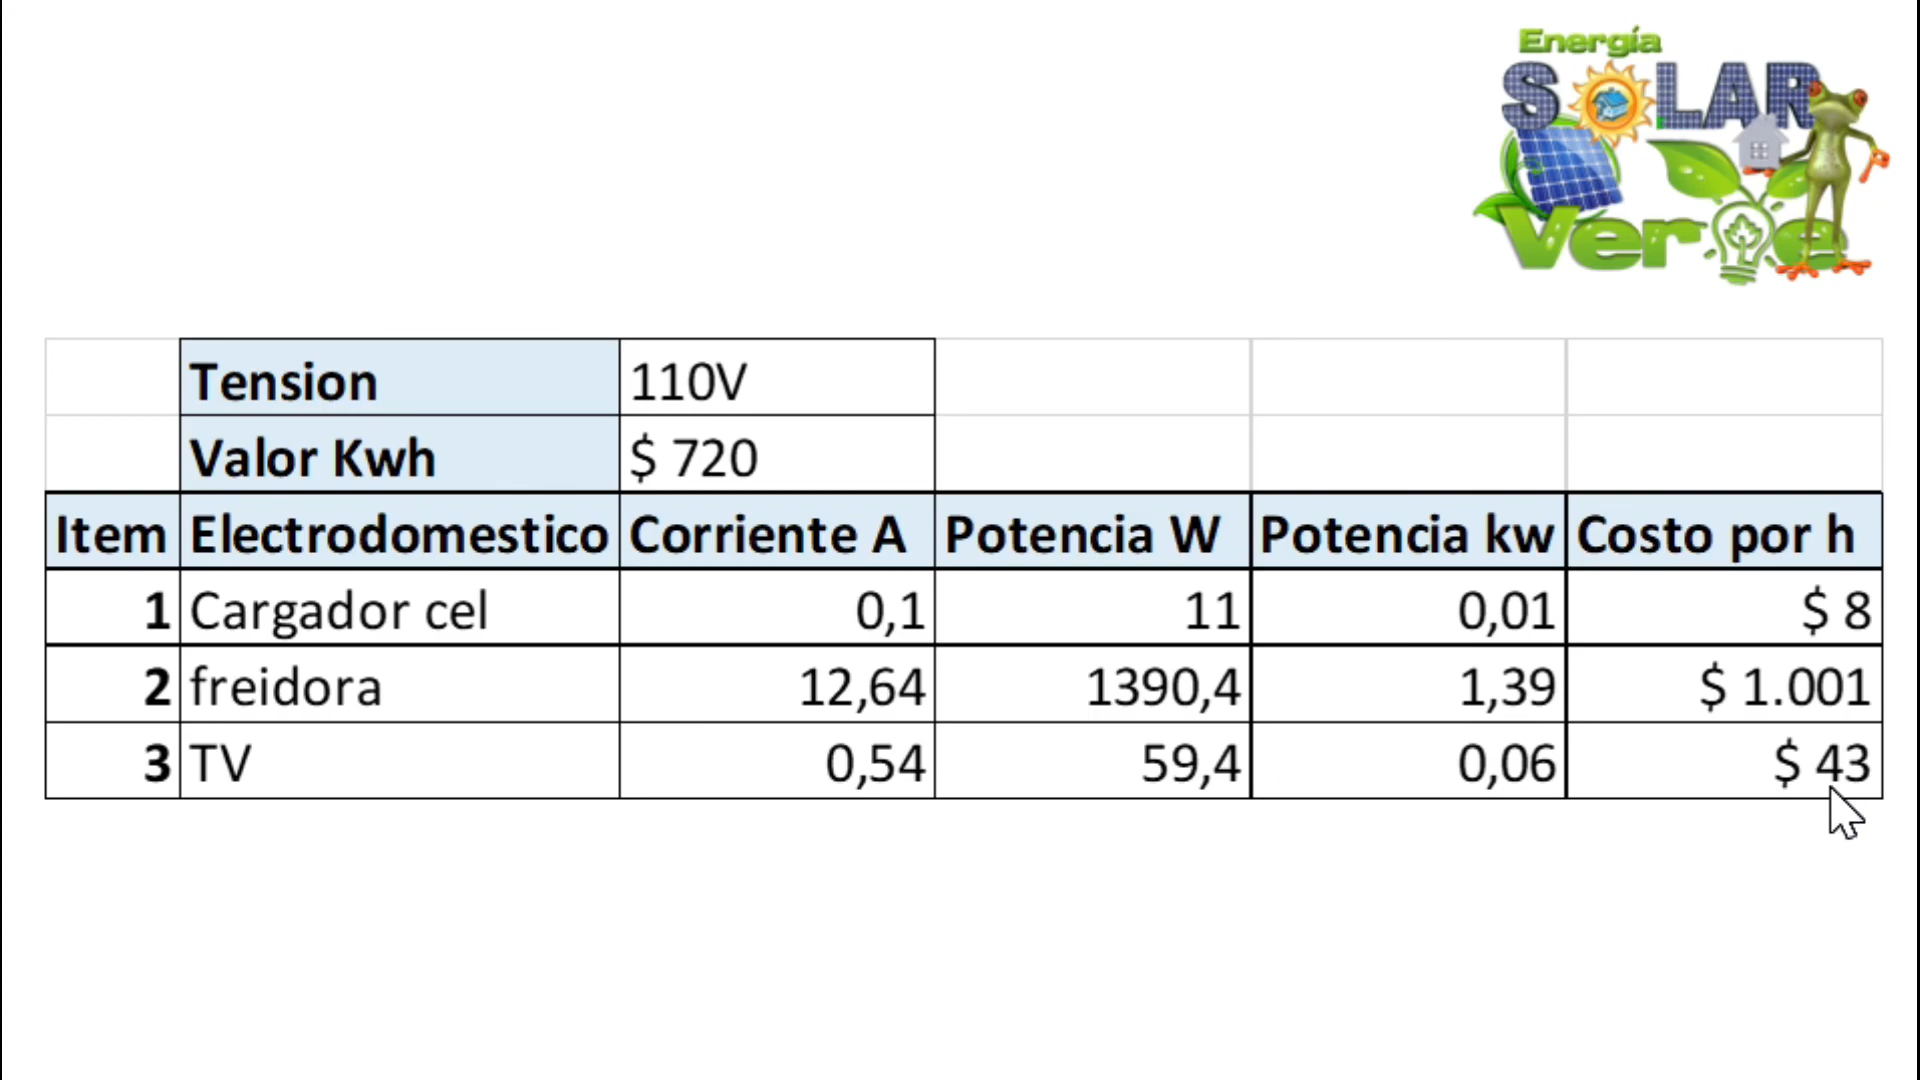 Energía
SOLAR
Verde
Tension 110V
Valor Kwh $ 720
Item Electrodomestico Corriente A Potencia W Potencia kw Costo por h
1 Cargador cel 0,1 11 0,01 $ 8
2 freidora 12,64 1390,4 1,39 $ 1.001
3 TV 0,54 59,4 0,06 $ 43